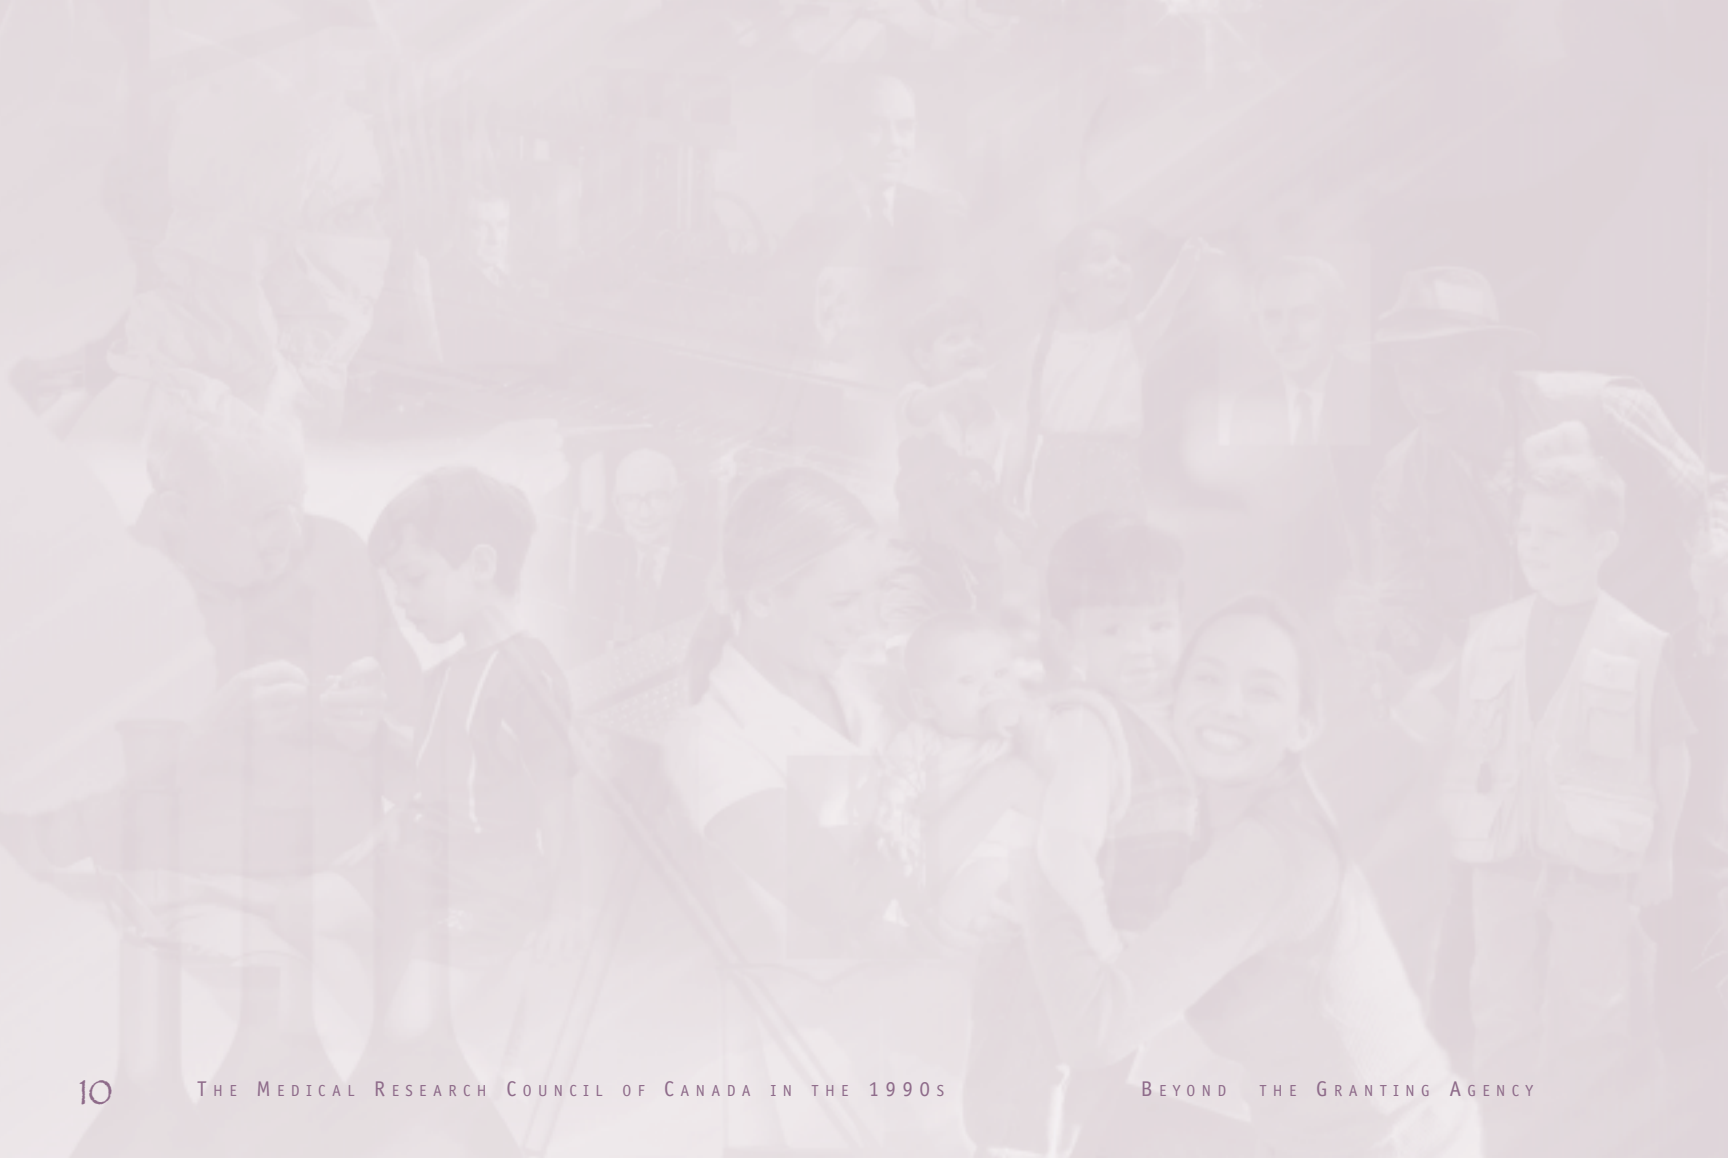 10 The Medical Research Council of Canada in the 1990s Beyond the Granting Agency